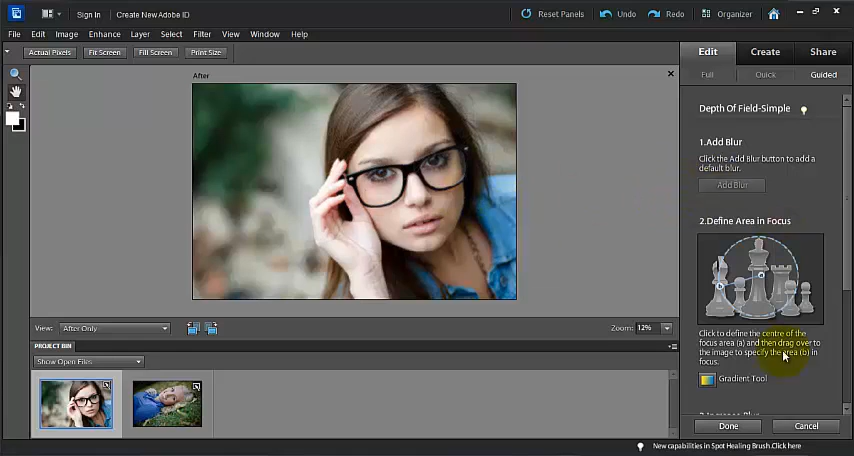 Sign In
Create New Adobe ID
Reset Panels
Undo
Redo
Organizer
File
Edit
Image
Enhance
Layer
Select
Filter
View
Window
Help
Actual Pixels
Fit Screen
Fill Screen
Print Size
Edit
Create
Share
Full
Quick
Guided
After
Depth Of Field-Simple
1.Add Blur
Click the Add Blur button to add a
default blur.
Add Blur
2.Define Area in Focus
Click to define the centre of the
focus area (a) and then drag over to
the image to specify the area (b) in
focus.
Gradient Tool
View:
After Only
Zoom:
12%
PROJECT BIN
Show Open Files
Done
Cancel
New capabilities in Spot Healing Brush.Click here